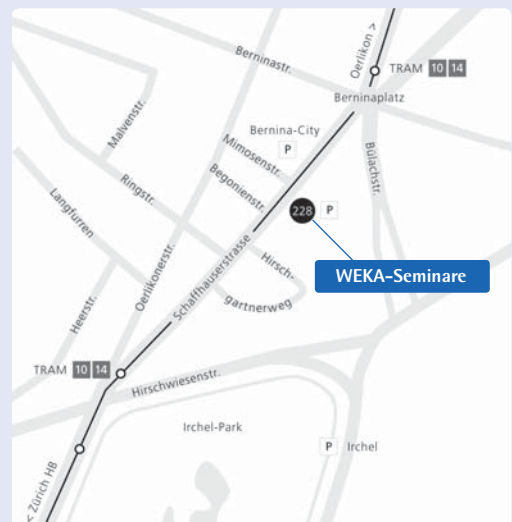 Oerlikon >
TRAM 10 14
Berninastr.
Berninaplatz
Bernina-City
P
Malvenstr.
Mimosenstr.
Bülachstr.
Begonienstr.
Ringstr.
228 P
Langfurren
Schaffhauserstrasse
Hirsch-
gartnerweg
WEKA-Seminare
Oerlikonerstr.
Heerstr.
TRAM 10 14
Hirschwiesenstr.
Irchel-Park
P Irchel
< Zürich HB